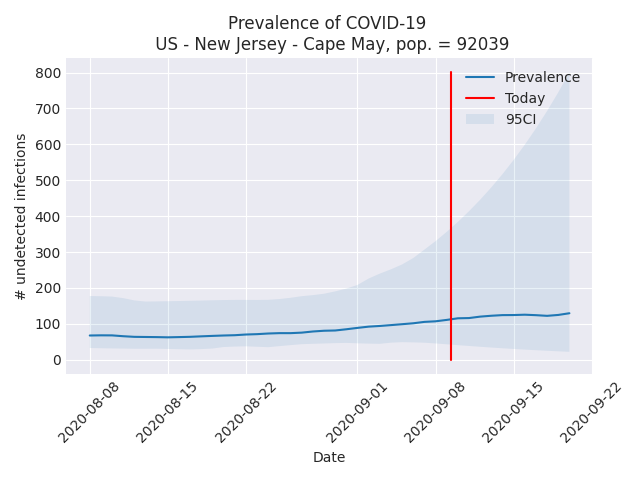 Prevalence of COVID-19
US - New Jersey - Cape May, pop. = 92039
# undetected infections
800
700
600
500
400
300
200
100
0
Prevalence
Today
95CI
2020-08-08
2020-08-15
2020-08-22
2020-09-01
2020-09-08
2020-09-15
2020-09-22
Date